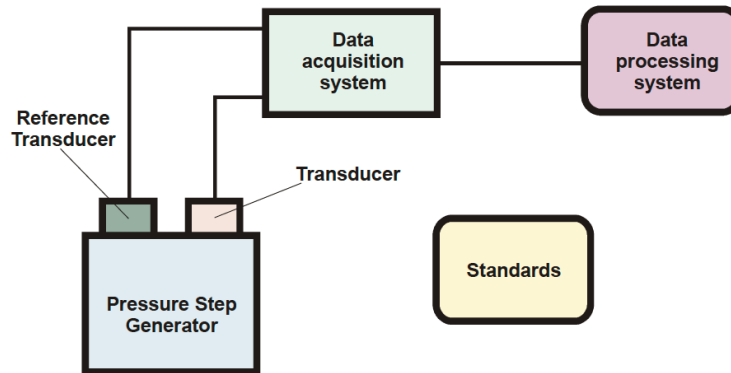 Data
acquisition
system
Data
processing
system
Reference
Transducer
Transducer
Standards
Pressure Step
Generator